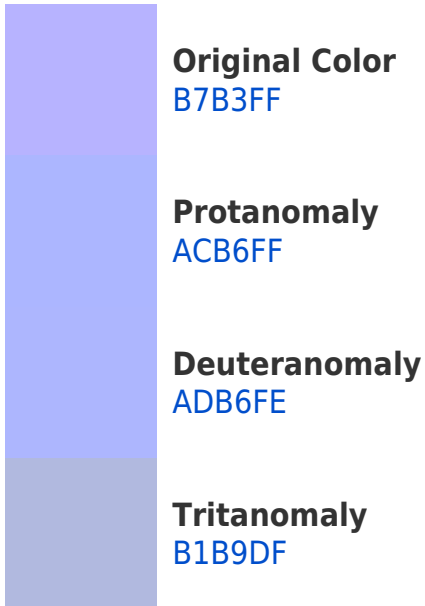 Original Color
B7B3FF
Protanomaly
ACB6FF
Deuteranomaly
ADB6FE
Tritanomaly
B1B9DF